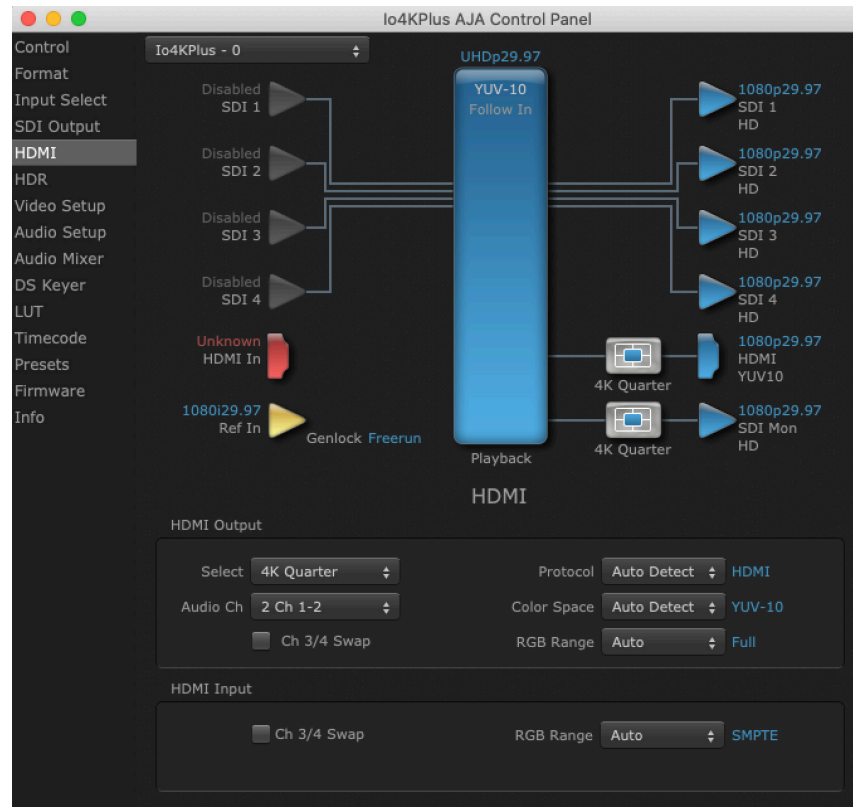 Io4KPlus AJA Control Panel
Control
Format
Input Select
SDI Output
HDMI
HDR
Video Setup
Audio Setup
Audio Mixer
DS Keyer
LUT
Timecode
Presets
Firmware
Info
Io4KPlus - 0
UHDp29.97
YUV-10
Follow In
Playback
Disabled
SDI 1
Disabled
SDI 2
Disabled
SDI 3
Disabled
SDI 4
Unknown
HDMI In
1080i29.97
Ref In
Genlock Freerun
1080p29.97
SDI 1
HD
1080p29.97
SDI 2
HD
1080p29.97
SDI 3
HD
1080p29.97
SDI 4
HD
4K Quarter
1080p29.97
HDMI
YUV10
4K Quarter
1080p29.97
SDI Mon
HD
HDMI
HDMI Output
Select 4K Quarter
Protocol Auto Detect HDMI
Audio Ch 2 Ch 1-2
Color Space Auto Detect YUV-10
Ch 3/4 Swap
RGB Range Auto Full
HDMI Input
Ch 3/4 Swap
RGB Range Auto SMPTE